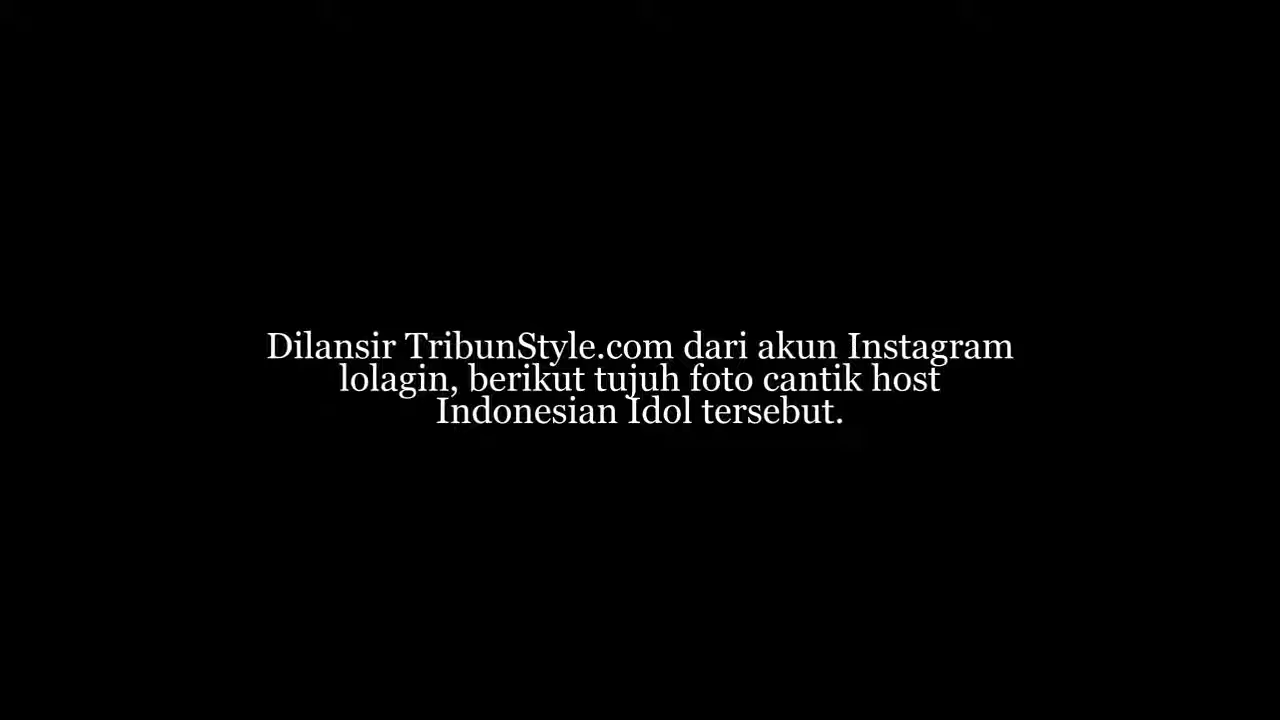 Dilansir TribunStyle.com dari akun Instagram
lolagin, berikut tujuh foto cantik host
Indonesian Idol tersebut.